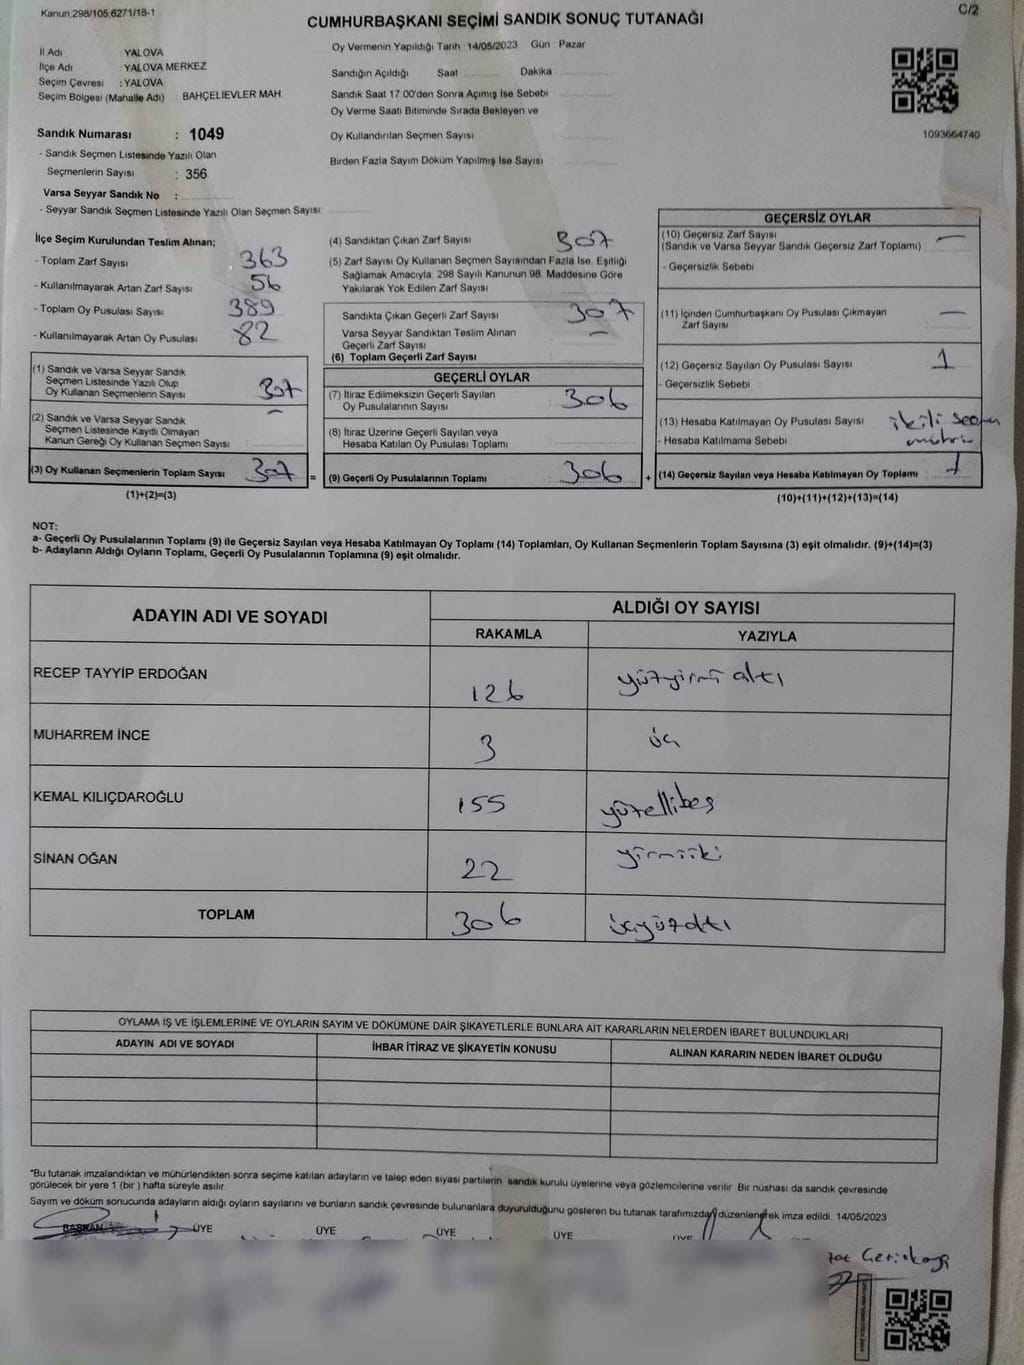 Kanun:298/105,6271/18-1
C/2
CUMHURBAŞKANI SEÇİMİ SANDIK SONUÇ TUTANAĞI
İl Adı : YALOVA
İlçe Adı : YALOVA MERKEZ
Seçim Çevresi : YALOVA
Seçim Bölgesi (Mahalle Adı) BAHÇELİEVLER MAH.
Sandık Numarası : 1049
- Sandık Seçmen Listesinde Yazılı Olan
Seçmenlerin Sayısı : 356
Varsa Seyyar Sandık No :
- Seyyar Sandık Seçmen Listesinde Yazılı Olan Seçmen Sayısı
Oy Vermenin Yapıldığı Tarih : 14/05/2023 Gün : Pazar
Sandığın Açıldığı Saat Dakika
Sandık Saat 17:00'den Sonra Açımış İse Sebebi
Oy Verme Saati Bitiminde Sırada Bekleyen ve
Oy Kullandırılan Seçmen Sayısı
Birden Fazla Sayım Döküm Yapılmış İse Sayısı
1093664740
İlçe Seçim Kurulundan Teslim Alınan;
- Toplam Zarf Sayısı 363
- Kullanılmayarak Artan Zarf Sayısı 56
- Toplam Oy Pusulası Sayısı 389
- Kullanılmayarak Artan Oy Pusulası 82
(1) Sandık ve Varsa Seyyar Sandık
Seçmen Listesinde Yazılı Olup
Oy Kullanan Seçmenlerin Sayısı 307
(2) Sandık ve Varsa Seyyar Sandık
Seçmen Listesinde Kayıtlı Olmayan
Kanun Gereği Oy Kullanan Seçmen Sayısı –
(3) Oy Kullanan Seçmenlerin Toplam Sayısı 307
(1)+(2)=(3)
=
(4) Sandıktan Çıkan Zarf Sayısı 307
(5) Zarf Sayısı Oy Kullanan Seçmen Sayısından Fazla İse, Eşitliği
Sağlamak Amacıyla, 298 Sayılı Kanunun 98. Maddesine Göre
Yakılarak Yok Edilen Zarf Sayısı
Sandıkta Çıkan Geçerli Zarf Sayısı 307
Varsa Seyyar Sandıktan Teslim Alınan
Geçerli Zarf Sayısı –
(6) Toplam Geçerli Zarf Sayısı
GEÇERLİ OYLAR
(7) İtiraz Edilmeksizin Geçerli Sayılan
Oy Pusulalarının Sayısı 306
(8) İtiraz Üzerine Geçerli Sayılan veya
Hesaba Katılan Oy Pusulası Toplamı
(9) Geçerli Oy Pusulalarının Toplamı 306
+
GEÇERSİZ OYLAR
(10) Geçersiz Zarf Sayısı –
(Sandık ve Varsa Seyyar Sandık Geçersiz Zarf Toplamı)
- Geçersizlik Sebebi
(11) İçinden Cumhurbaşkanı Oy Pusulası Çıkmayan
Zarf Sayısı –
(12) Geçersiz Sayılan Oy Pusulası Sayısı 1
- Geçersizlik Sebebi
(13) Hesaba Katılmayan Oy Pusulası Sayısı ikili
- Hesaba Katılmama Sebebi
(14) Geçersiz Sayılan veya Hesaba Katılmayan Oy Toplamı 1
(10)+(11)+(12)+(13)=(14)
NOT:
a- Geçerli Oy Pusulalarının Toplamı (9) ile Geçersiz Sayılan veya Hesaba Katılmayan Oy Toplamı (14) Toplamları, Oy Kullanan Seçmenlerin Toplam Sayısına (3) eşit olmalıdır. (9)+(14)=(3)
b- Adayların Aldığı Oyların Toplamı, Geçerli Oy Pusulalarının Toplamına (9) eşit olmalıdır.
ADAYIN ADI VE SOYADI
ALDIĞI OY SAYISI
RAKAMLA YAZIYLA
RECEP TAYYİP ERDOĞAN 126 yüzyirmi altı
MUHARREM İNCE 3 üç
KEMAL KILIÇDAROĞLU 155 yüzellibeş
SİNAN OĞAN 22 yirmiiki
TOPLAM 306 üçyüzaltı
OYLAMA İŞ VE İŞLEMLERİNE VE OYLARIN SAYIM VE DÖKÜMÜNE DAİR ŞİKAYETLERLE BUNLARA AİT KARARLARIN NELERDEN İBARET BULUNDUKLARI
ADAYIN ADI VE SOYADI İHBAR İTİRAZ VE ŞİKAYETİN KONUSU ALINAN KARARIN NEDEN İBARET OLDUĞU
*Bu tutanak imzalandıktan ve mühürlendikten sonra seçime katılan adayların ve talep eden siyasi partilerin sandık kurulu üyelerine veya gözlemcilerine verilir. Bir nüshası da sandık çevresinde
görülecek bir yere 1 (bir ) hafta süreyle asılır.
Sayım ve döküm sonucunda adayların aldığı oyların sayılarını ve bunların sandık çevresinde bulunanlara duyurulduğunu gösteren bu tutanak tarafımızdan düzenlenerek imza edildi. 14/05/2023
BAŞKAN ÜYE ÜYE ÜYE ÜYE ÜYE